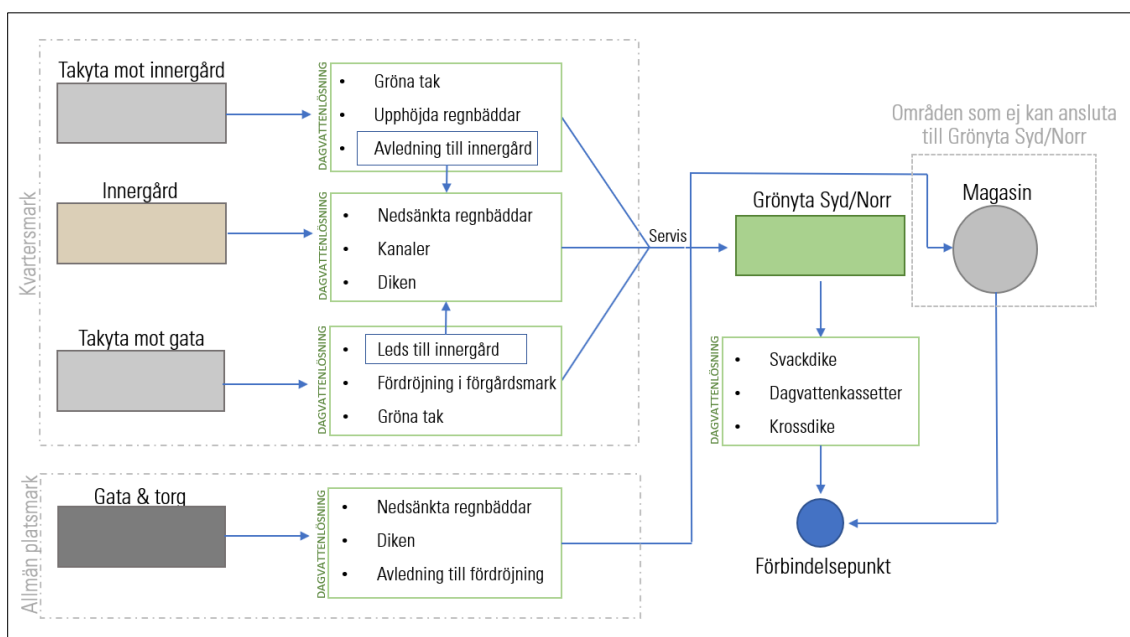 Kvartersmark
Takyta mot innergård
DAGVATTENLÖSNING
• Gröna tak
• Upphöjda regnbäddar
• Avledning till innergård
Innergård
DAGVATTENLÖSNING
• Nedsänkta regnbäddar
• Kanaler
• Diken
Takyta mot gata
DAGVATTENLÖSNING
• Leds till innergård
• Fördröjning i förgårdsmark
• Gröna tak
Servis
Grönyta Syd/Norr
Områden som ej kan ansluta
till Grönyta Syd/Norr
Magasin
DAGVATTENLÖSNING
• Svackdike
• Dagvattenkassetter
• Krossdike
Förbindelsepunkt
Allmän platsmark
Gata & torg
DAGVATTENLÖSNING
• Nedsänkta regnbäddar
• Diken
• Avledning till fördröjning